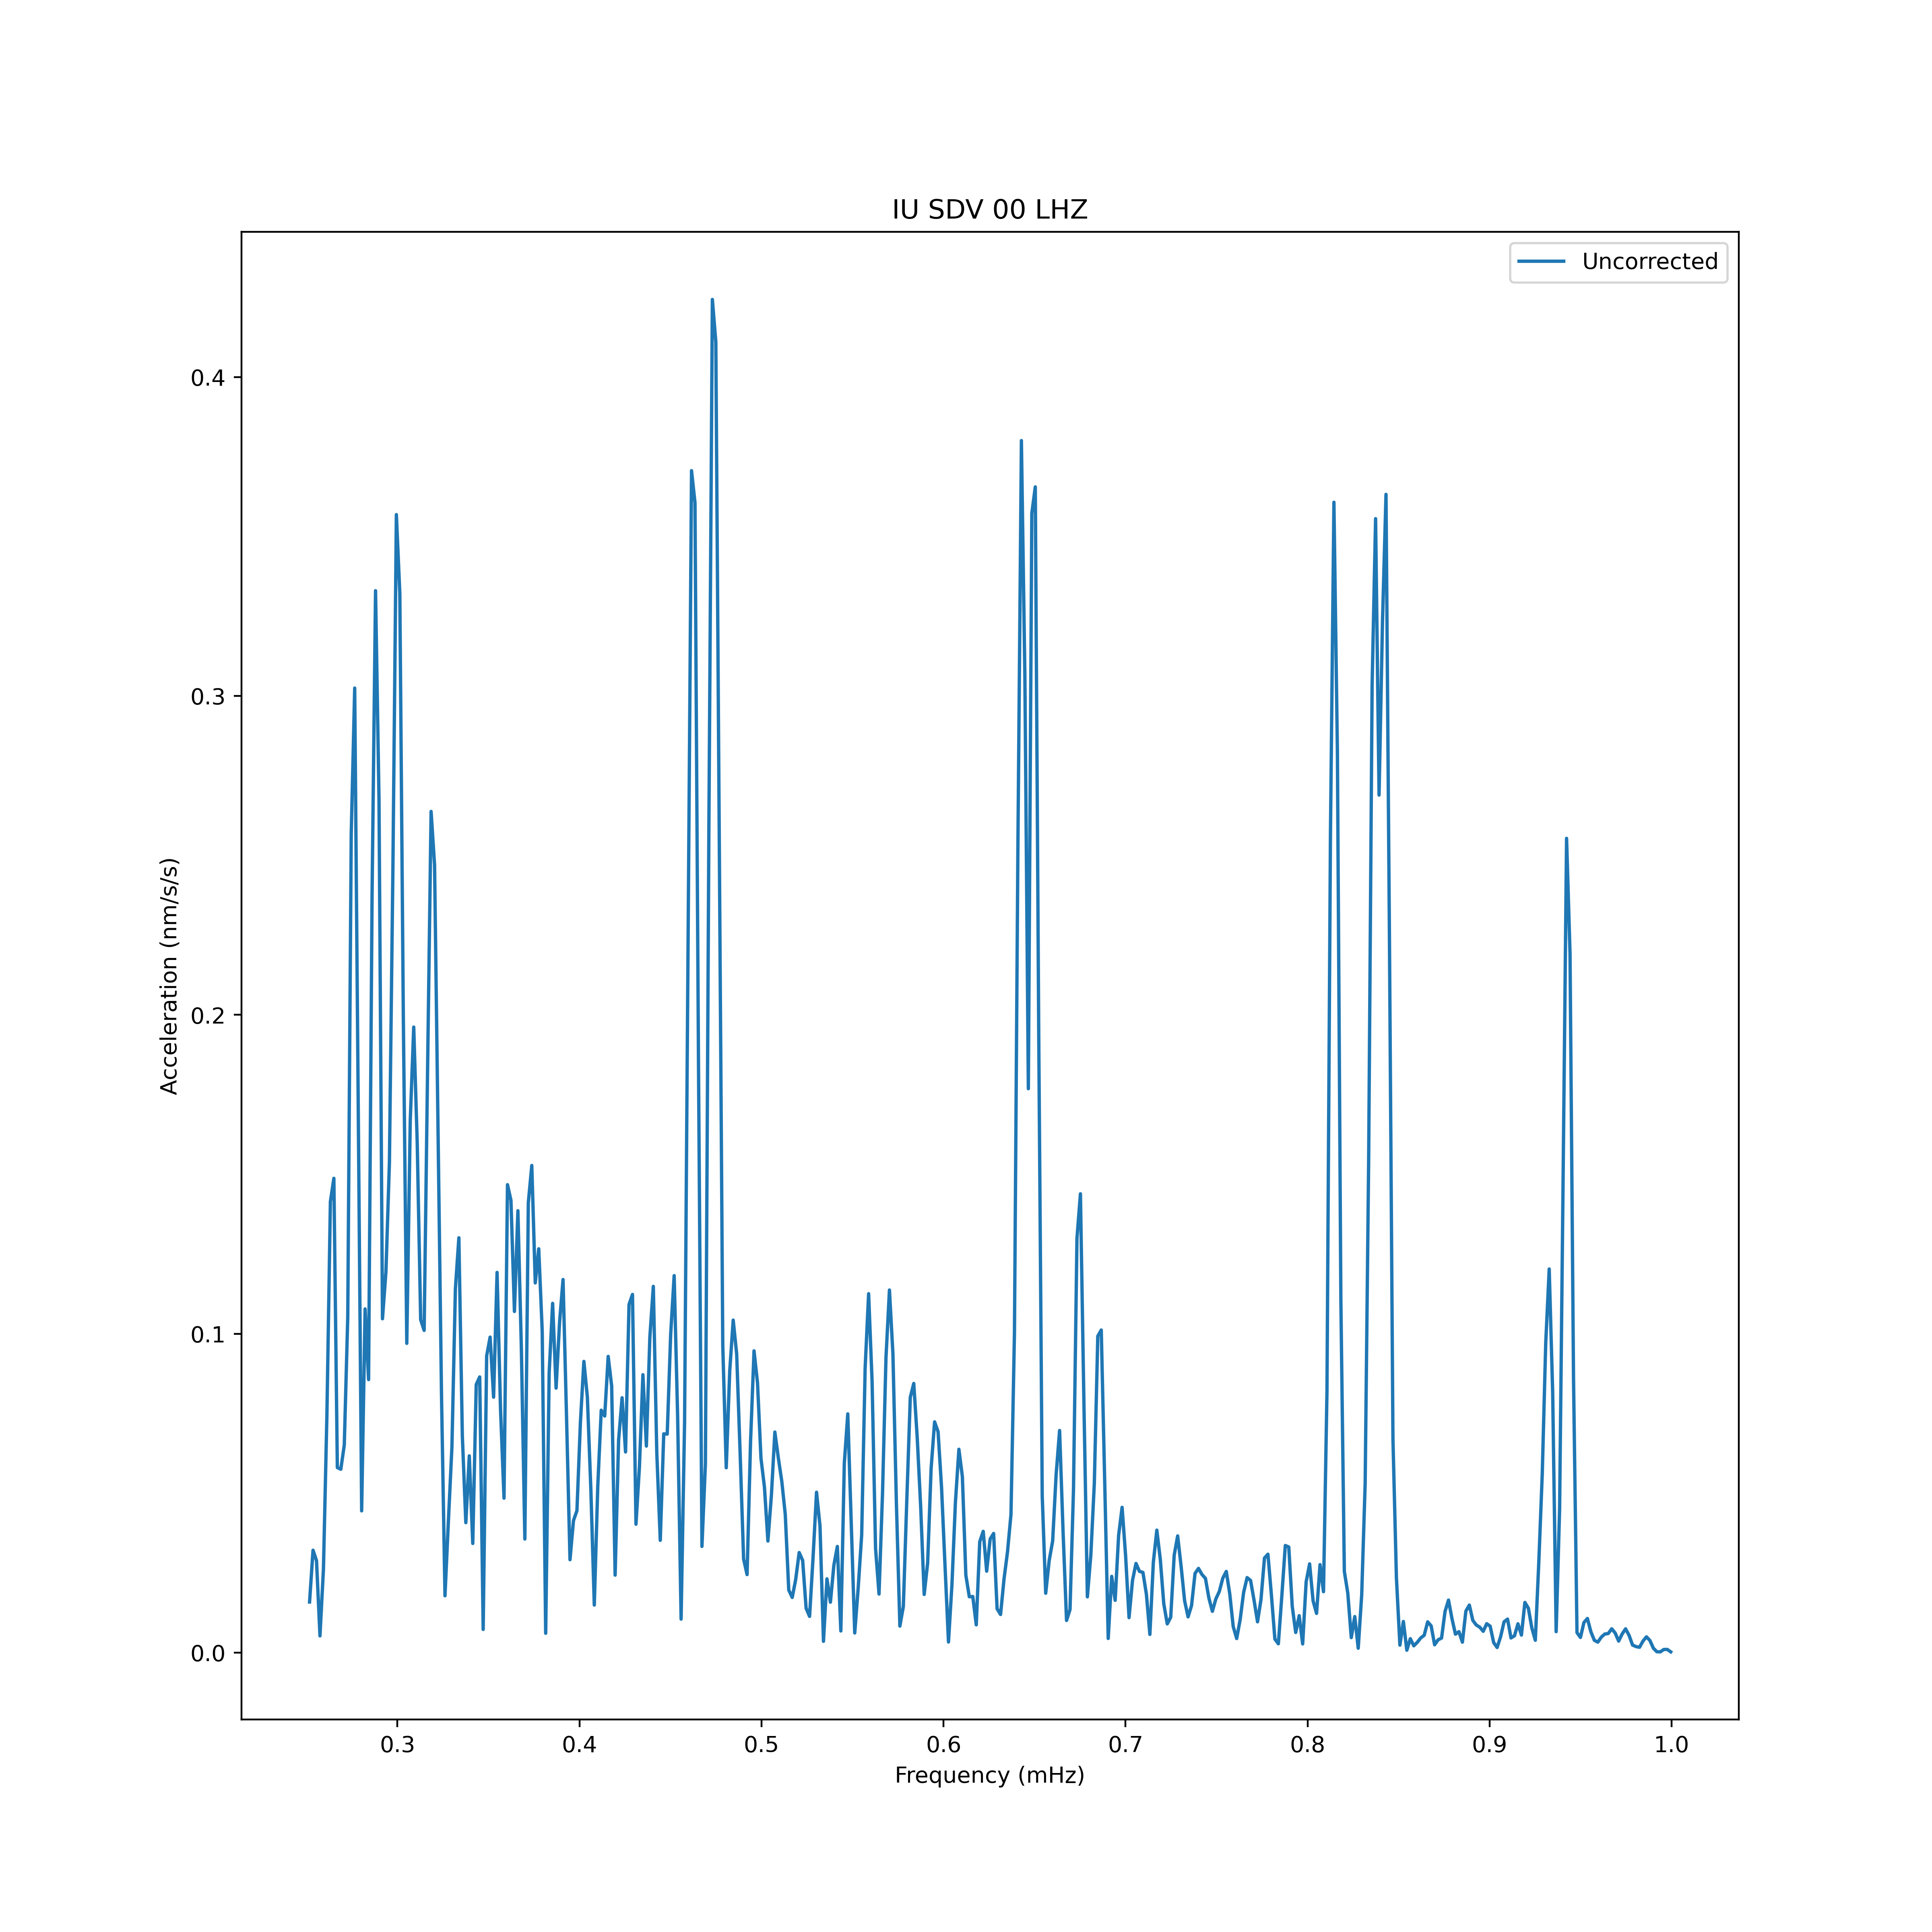 IU SDV 00 LHZ
Uncorrected
0.4
0.3
0.2
0.1
0.0
Acceleration (nm/s/s)
0.3 0.4 0.5 0.6 0.7 0.8 0.9 1.0
Frequency (mHz)